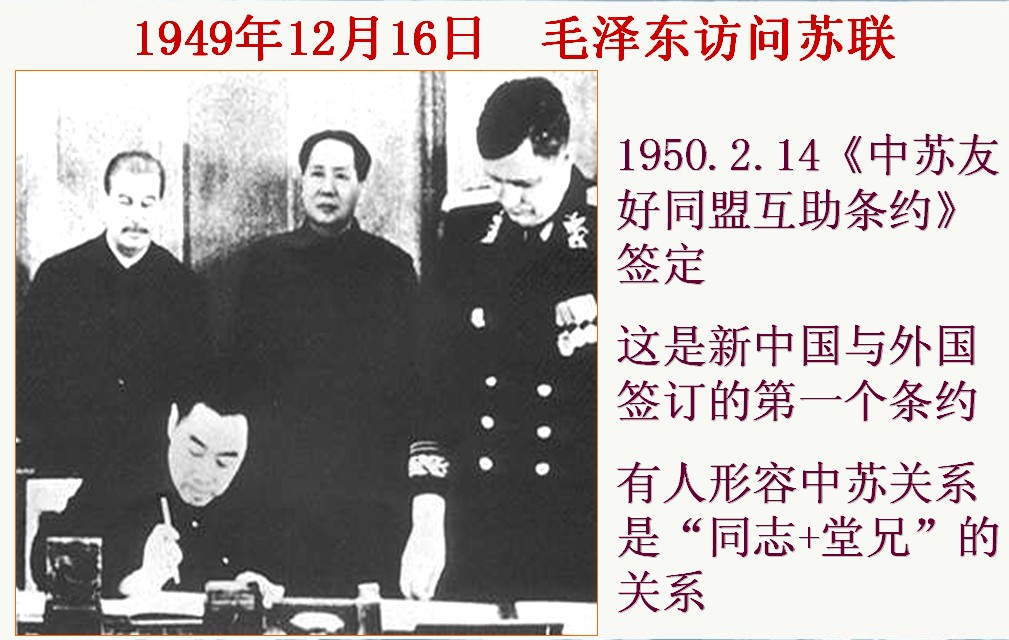 1949年12月16日 毛泽东访问苏联
1950.2.14《中苏友
好同盟互助条约》
签定
这是新中国与外国
签订的第一个条约
有人形容中苏关系
是“同志+堂兄”的
关系